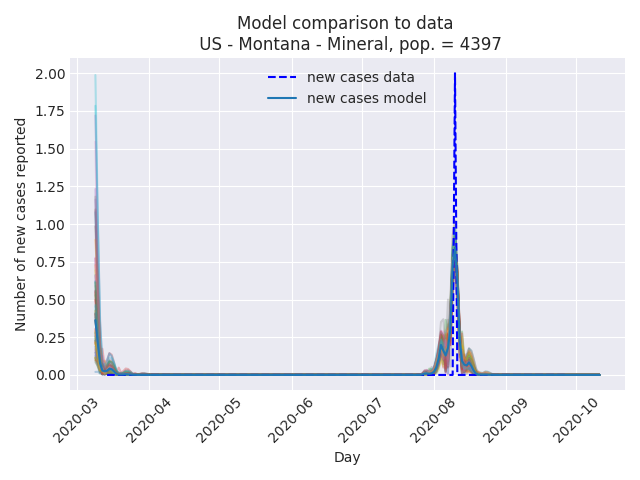 Model comparison to data
US - Montana - Mineral, pop. = 4397
new cases data
new cases model
Number of new cases reported
2.00
1.75
1.50
1.25
1.00
0.75
0.50
0.25
0.00
2020-03
2020-04
2020-05
2020-06
2020-07
2020-08
2020-09
2020-10
Day